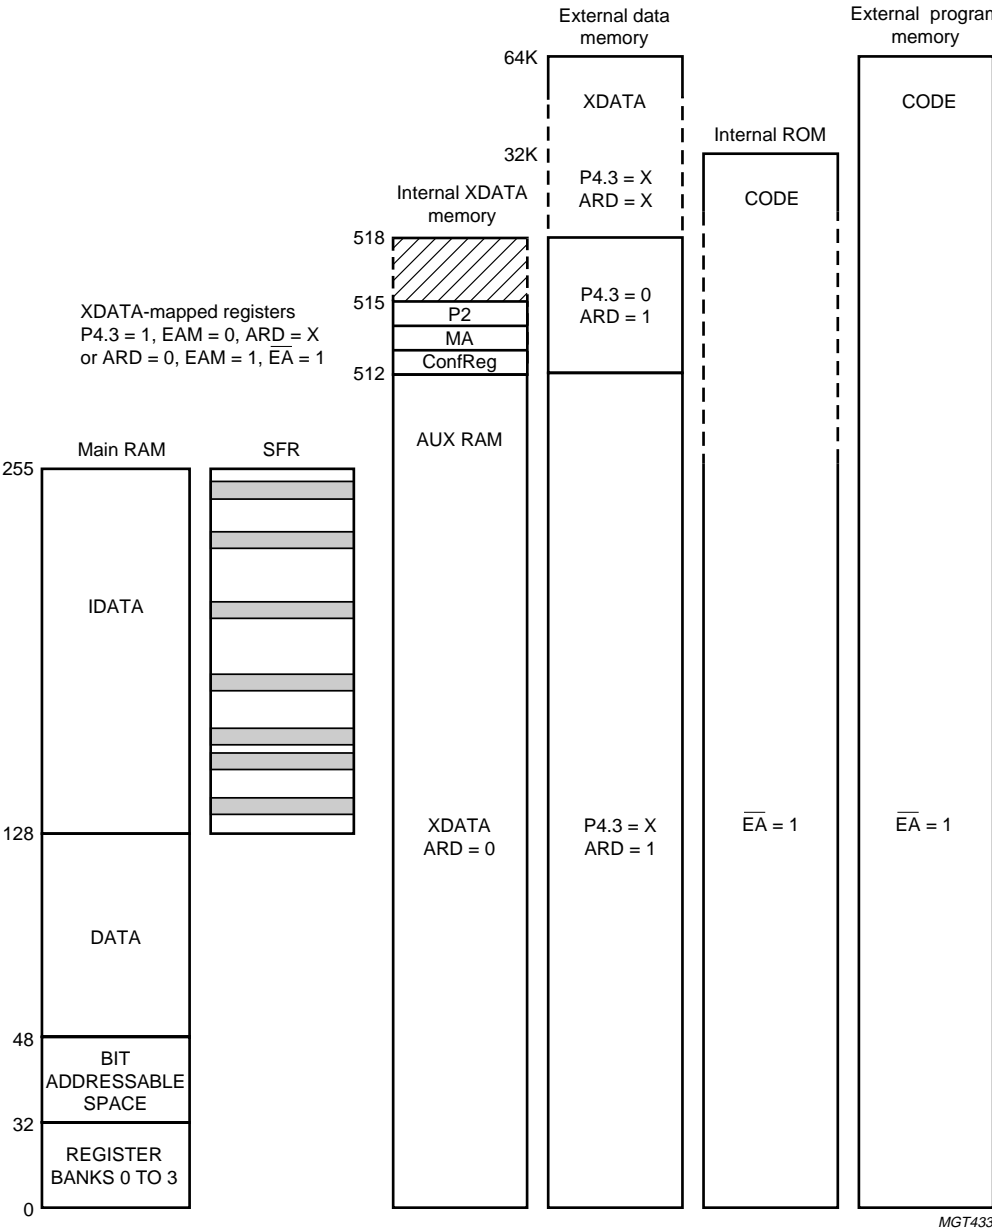 External data
memory
External program
memory
64K
XDATA
CODE
Internal ROM
32K
P4.3 = X
ARD = X
Internal XDATA
memory
CODE
518
515
P4.3 = 0
ARD = 1
XDATA-mapped registers
P4.3 = 1, EAM = 0, ARD = X
or ARD = 0, EAM = 1, E̅A̅ = 1
P2
MA
ConfReg
512
AUX RAM
Main RAM
SFR
255
IDATA
128
XDATA
ARD = 0
P4.3 = X
ARD = 1
E̅A̅ = 1
E̅A̅ = 1
DATA
48
BIT
ADDRESSABLE
SPACE
32
REGISTER
BANKS 0 TO 3
0
MGT433